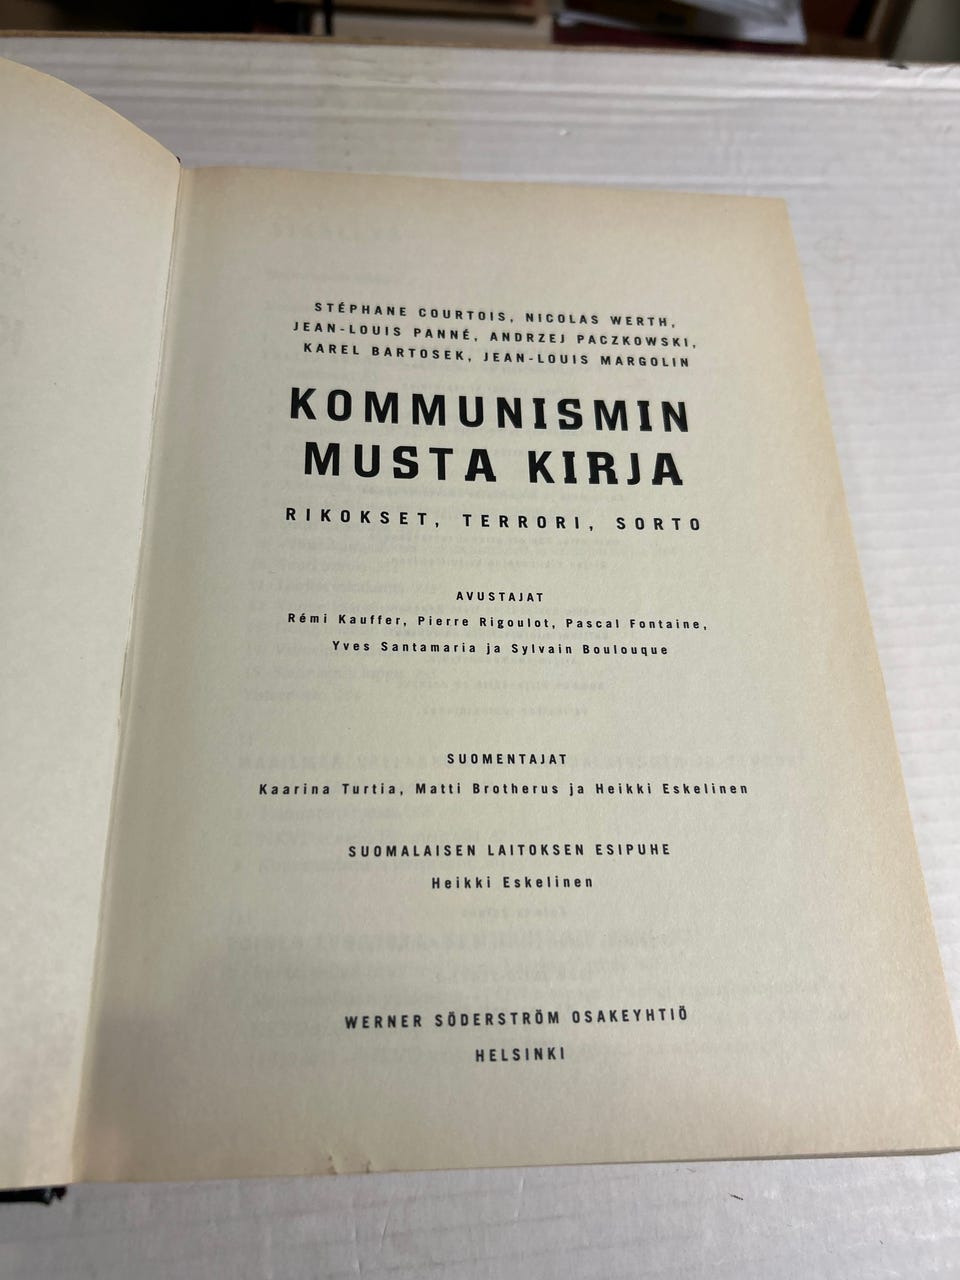 STÉPHANE COURTOIS, NICOLAS WERTH,
JEAN-LOUIS PANNÉ, ANDRZEJ PACZKOWSKI,
KAREL BARTOSEK, JEAN-LOUIS MARGOLIN
KOMMUNISMIN
MUSTA KIRJA
RIKOKSET, TERRORI, SORTO
AVUSTAJAT
Rémi Kauffer, Pierre Rigoulot, Pascal Fontaine,
Yves Santamaria ja Sylvain Boulouque
SUOMENTAJAT
Kaarina Turtia, Matti Brotherus ja Heikki Eskelinen
SUOMALAISEN LAITOKSEN ESIPUHE
Heikki Eskelinen
WERNER SÖDERSTRÖM OSAKEYHTIÖ
HELSINKI